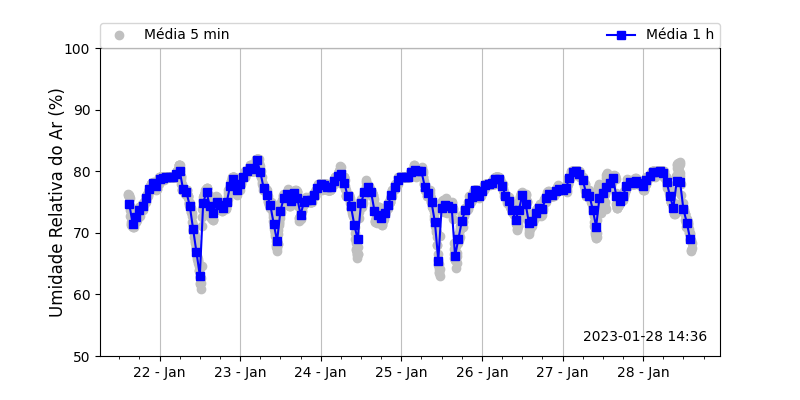 Média 5 min
Média 1 h
Umidade Relativa do Ar (%)
100
90
80
70
60
50
2023-01-28 14:36
22 - Jan
23 - Jan
24 - Jan
25 - Jan
26 - Jan
27 - Jan
28 - Jan